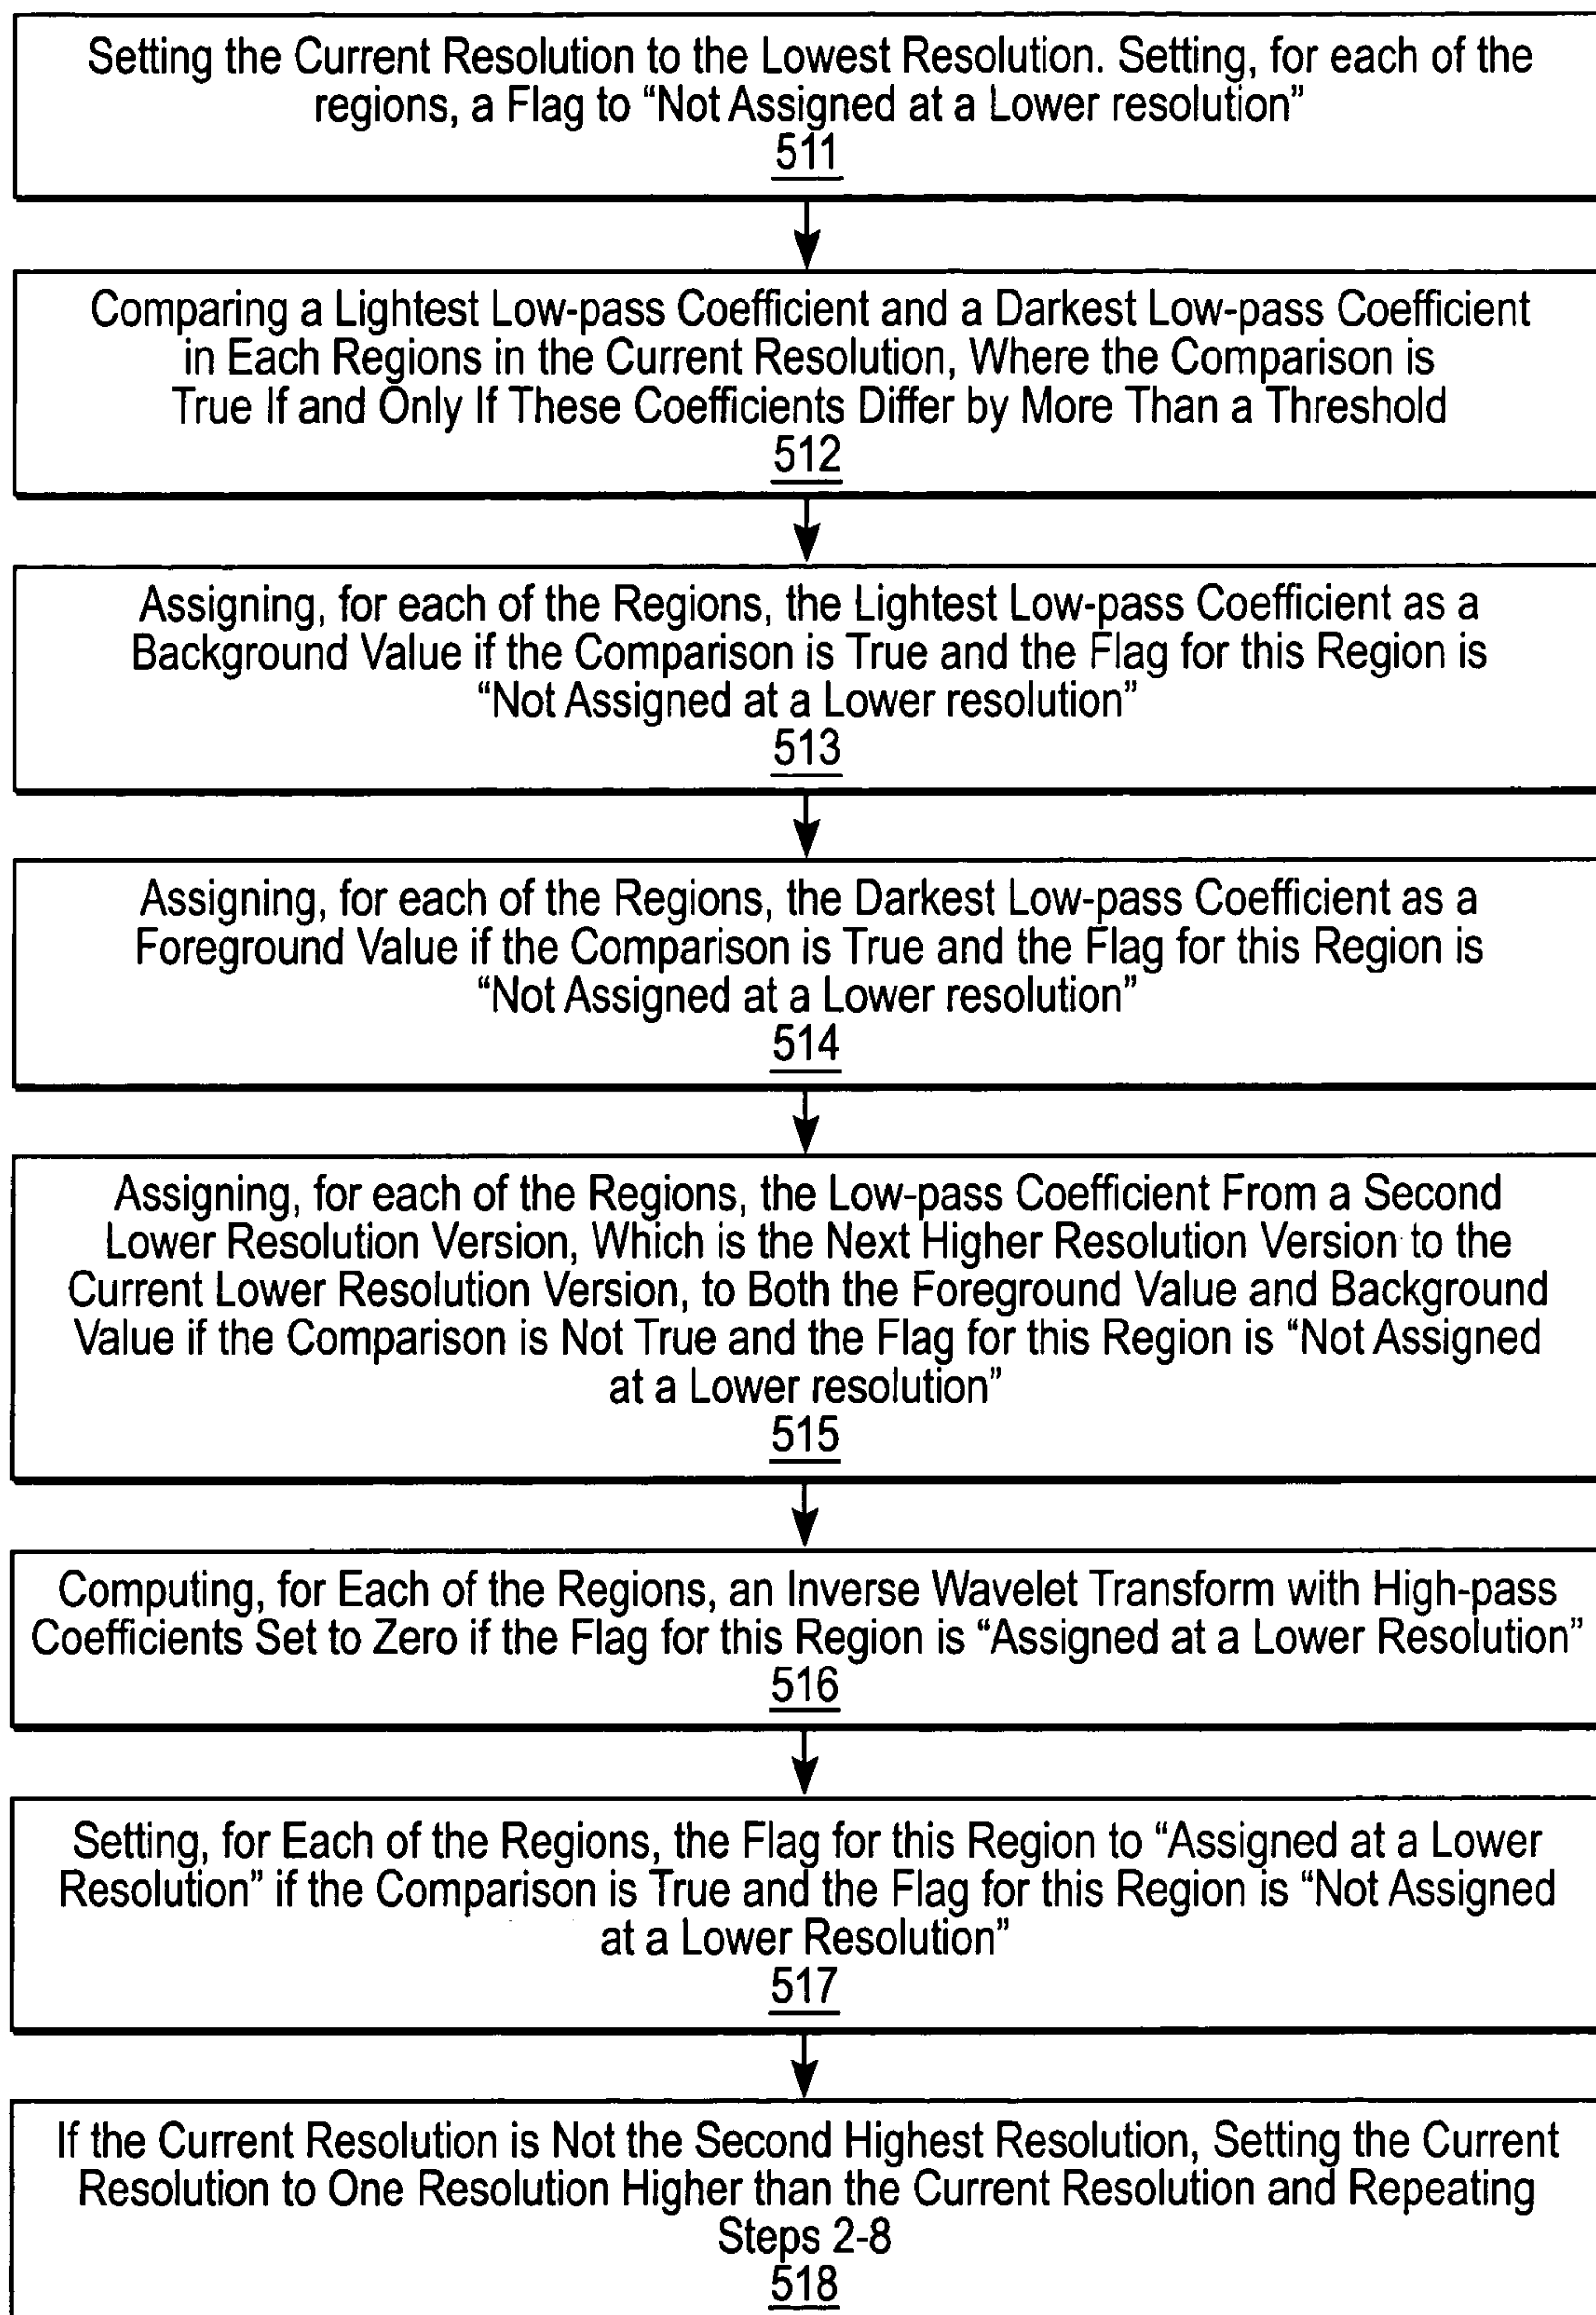 Setting the Current Resolution to the Lowest Resolution. Setting, for each of the
regions, a Flag to “Not Assigned at a Lower resolution”
511
Comparing a Lightest Low-pass Coefficient and a Darkest Low-pass Coefficient
in Each Regions in the Current Resolution, Where the Comparison is
True If and Only If These Coefficients Differ by More Than a Threshold
512
Assigning, for each of the Regions, the Lightest Low-pass Coefficient as a
Background Value if the Comparison is True and the Flag for this Region is
“Not Assigned at a Lower resolution”
513
Assigning, for each of the Regions, the Darkest Low-pass Coefficient as a
Foreground Value if the Comparison is True and the Flag for this Region is
“Not Assigned at a Lower resolution”
514
Assigning, for each of the Regions, the Low-pass Coefficient From a Second
Lower Resolution Version, Which is the Next Higher Resolution Version to the
Current Lower Resolution Version, to Both the Foreground Value and Background
Value if the Comparison is Not True and the Flag for this Region is “Not Assigned
at a Lower resolution”
515
Computing, for Each of the Regions, an Inverse Wavelet Transform with High-pass
Coefficients Set to Zero if the Flag for this Region is “Assigned at a Lower Resolution”
516
Setting, for Each of the Regions, the Flag for this Region to “Assigned at a Lower
Resolution” if the Comparison is True and the Flag for this Region is “Not Assigned
at a Lower Resolution”
517
If the Current Resolution is Not the Second Highest Resolution, Setting the Current
Resolution to One Resolution Higher than the Current Resolution and Repeating
Steps 2-8
518